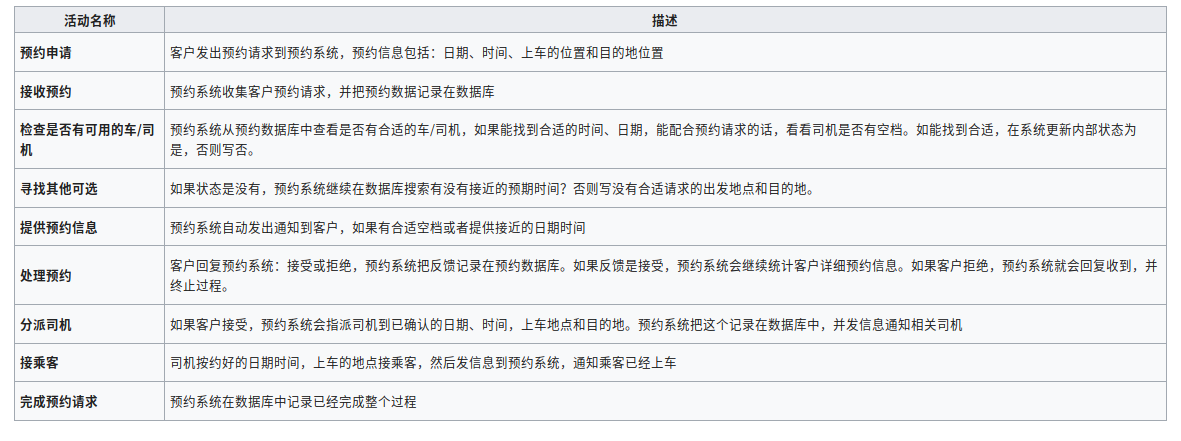 活动名称
描述
预约申请
客户发出预约请求到预约系统，预约信息包括：日期、时间、上车的位置和目的地位置
接收预约
预约系统收集客户预约请求，并把预约数据记录在数据库
检查是否有可用的车/司
机
预约系统从预约数据库中查看是否有合适的车/司机，如果能找到合适的时间、日期，能配合预约请求的话，看看司机是否有空档。如能找到合适，在系统更新内部状态为
是，否则写否。
寻找其他可选
如果状态是没有，预约系统继续在数据库搜索有没有接近的预期时间？否则写没有合适请求的出发地点和目的地。
提供预约信息
预约系统自动发出通知到客户，如果有合适空档或者提供接近的日期时间
处理预约
客户回复预约系统：接受或拒绝，预约系统把反馈记录在预约数据库。如果反馈是接受，预约系统会继续统计客户详细预约信息。如果客户拒绝，预约系统就会回复收到，并
终止过程。
分派司机
如果客户接受，预约系统会指派司机到已确认的日期、时间，上车地点和目的地。预约系统把这个记录在数据库中，并发信息通知相关司机
接乘客
司机按约好的日期时间，上车的地点接乘客，然后发信息到预约系统，通知乘客已经上车
完成预约请求
预约系统在数据库中记录已经完成整个过程